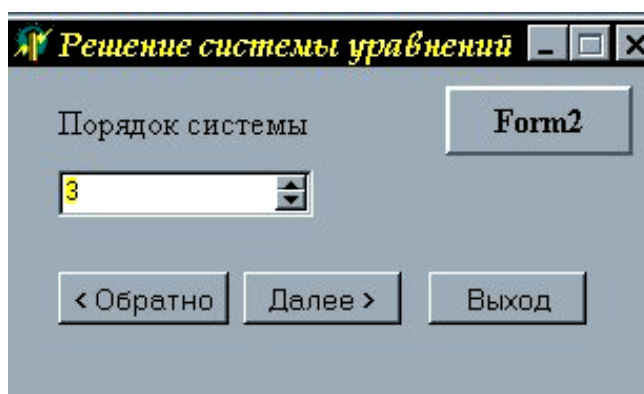 Решение системы уравнений
Порядок системы
Form2
3
< Обратно
Далее >
Выход